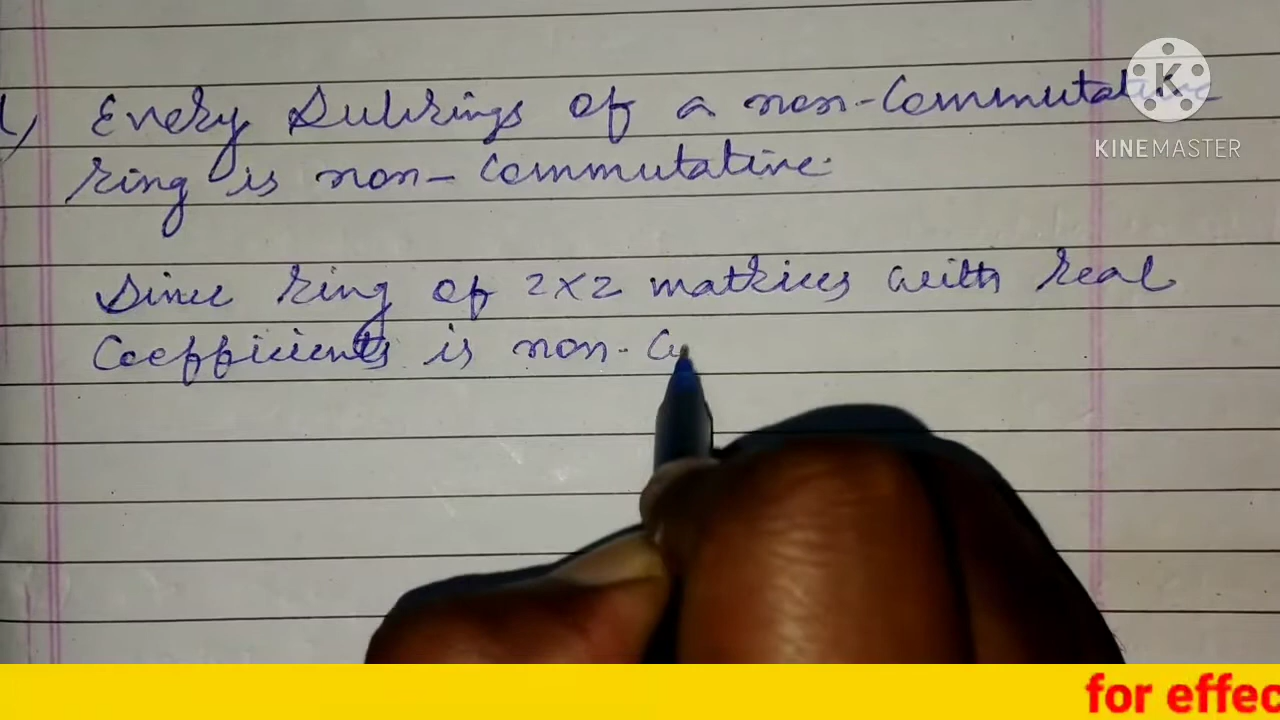 Every Subrings of a non-Commutative
ring is non-Commutative.
Since ring of 2×2 matrices with real
Coefficients is non-C
KINEMASTER
for effec